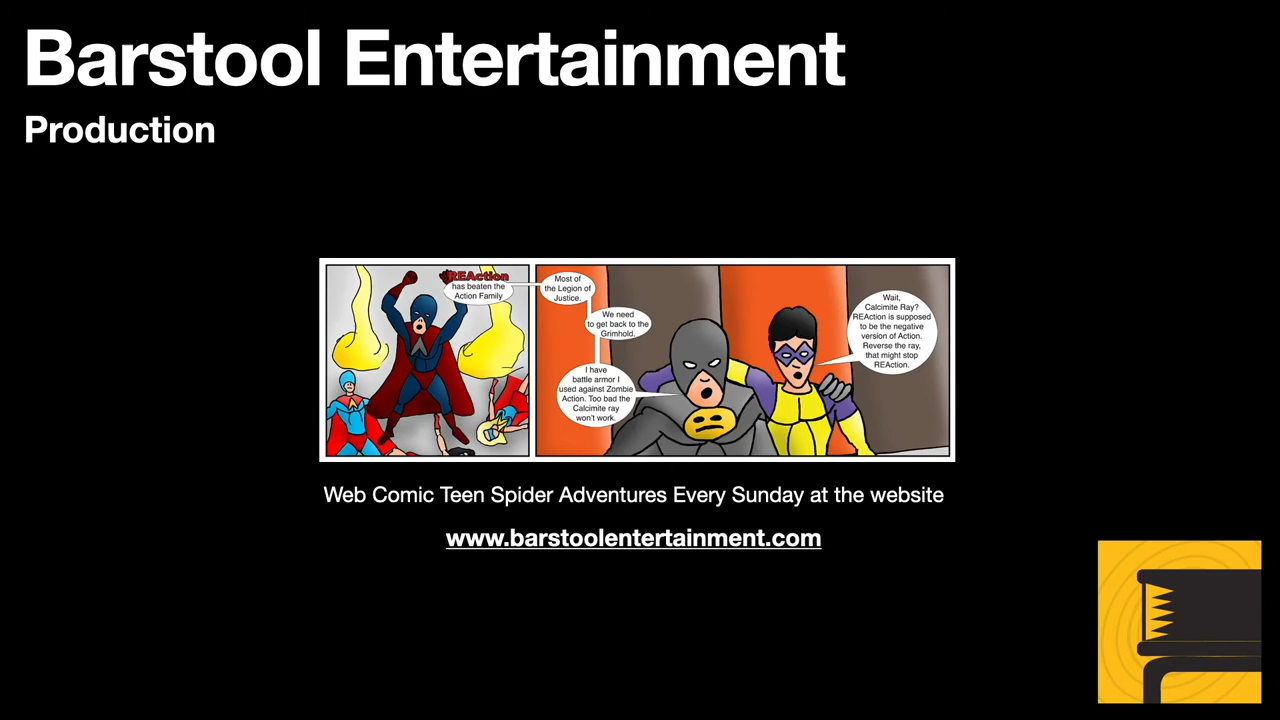 Barstool Entertainment
Production
REAction
has beaten the
Action Family
Most of
the Legion of
Justice.
We need
to get back to the
Grimhold.
I have
battle armor I
used against Zombie
Action. Too bad the
Calcimite ray
won't work.
Wait,
Calcimite Ray?
REAction is supposed
to be the negative
version of Action.
Reverse the ray,
that might stop
REAction.
Web Comic Teen Spider Adventures Every Sunday at the website
www.barstoolentertainment.com